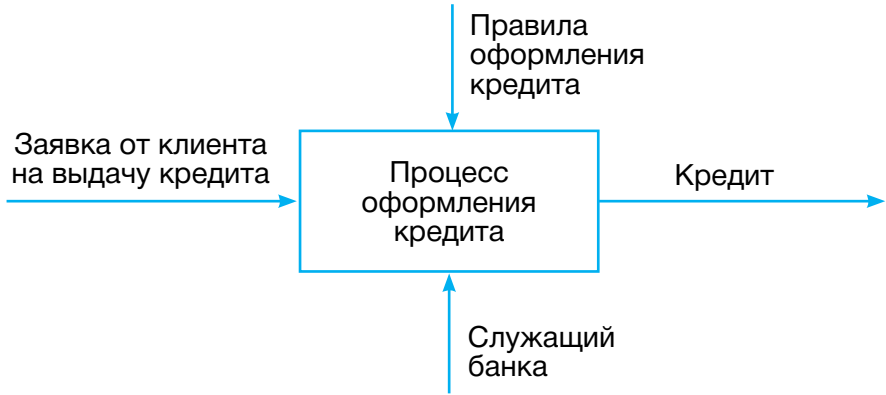 Правила
оформления
кредита
Заявка от клиента
на выдачу кредита
Процесс
оформления
кредита
Кредит
Служащий
банка